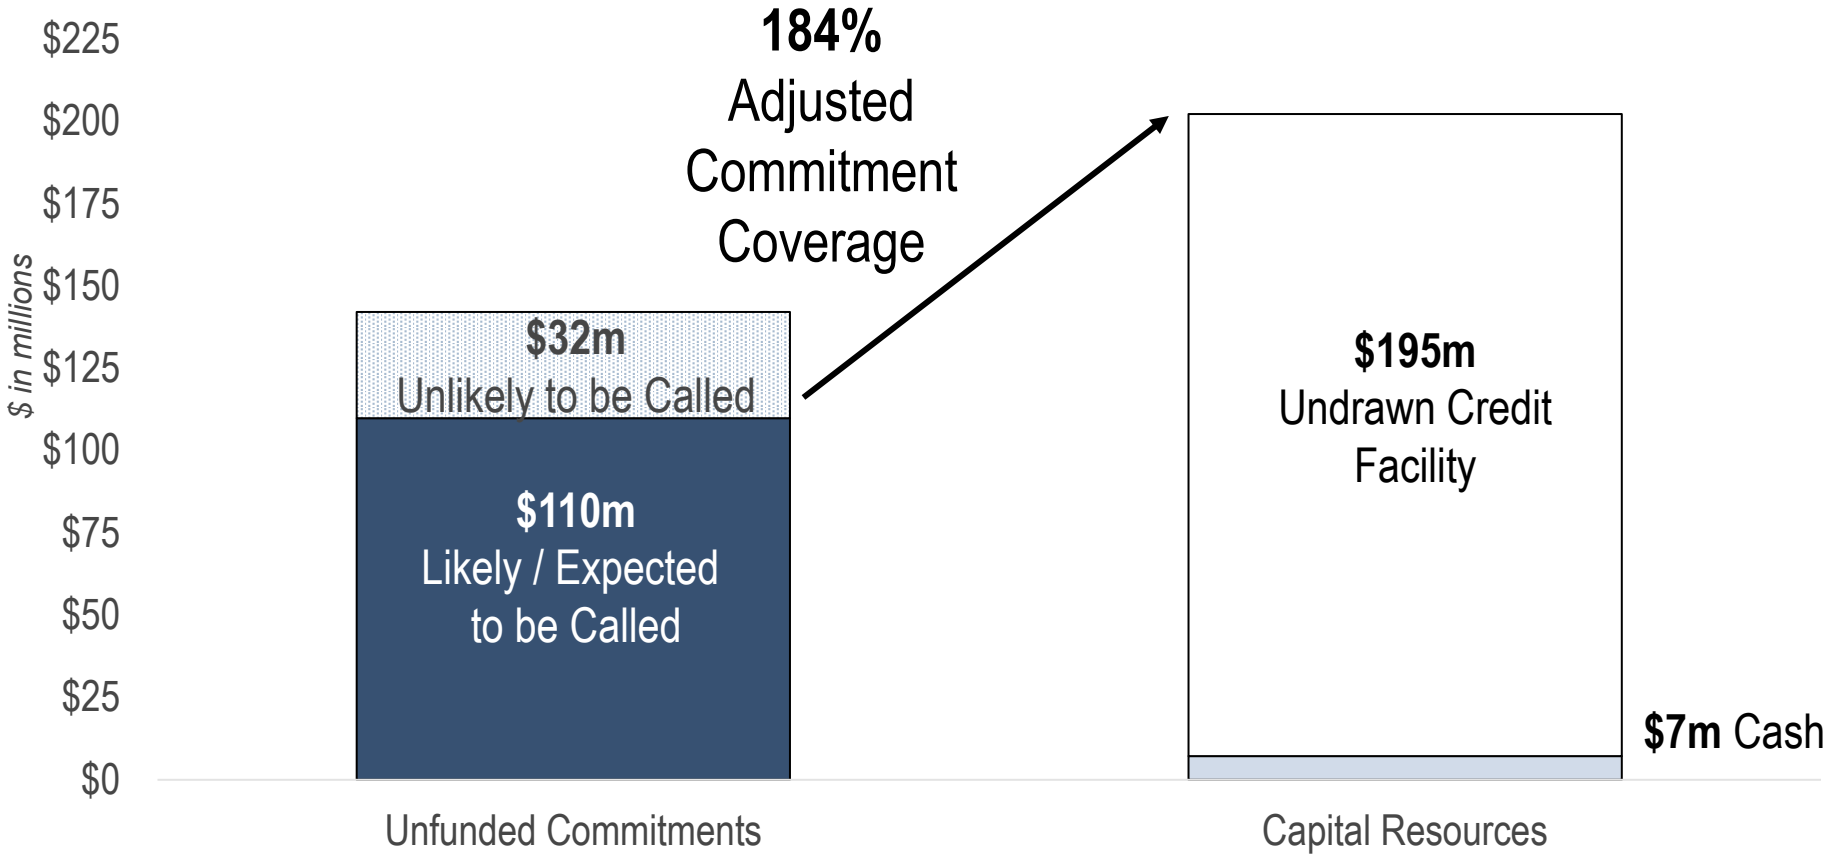 184%
Adjusted
Commitment
Coverage
$ in millions
$225
$200
$175
$150
$125
$100
$75
$50
$25
$0
$32m
Unlikely to be Called
$110m
Likely / Expected
to be Called
$195m
Undrawn Credit
Facility
$7m Cash
Unfunded Commitments
Capital Resources